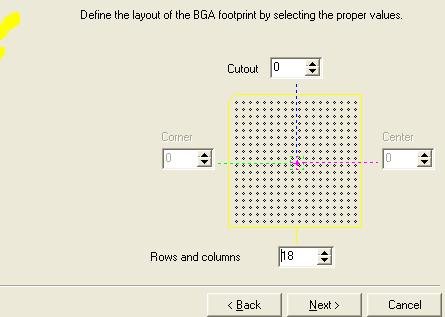 Define the layout of the BGA footprint by selecting the proper values.
Cutout 0
Corner Center
0 0
Rows and columns 18
< Back Next > Cancel